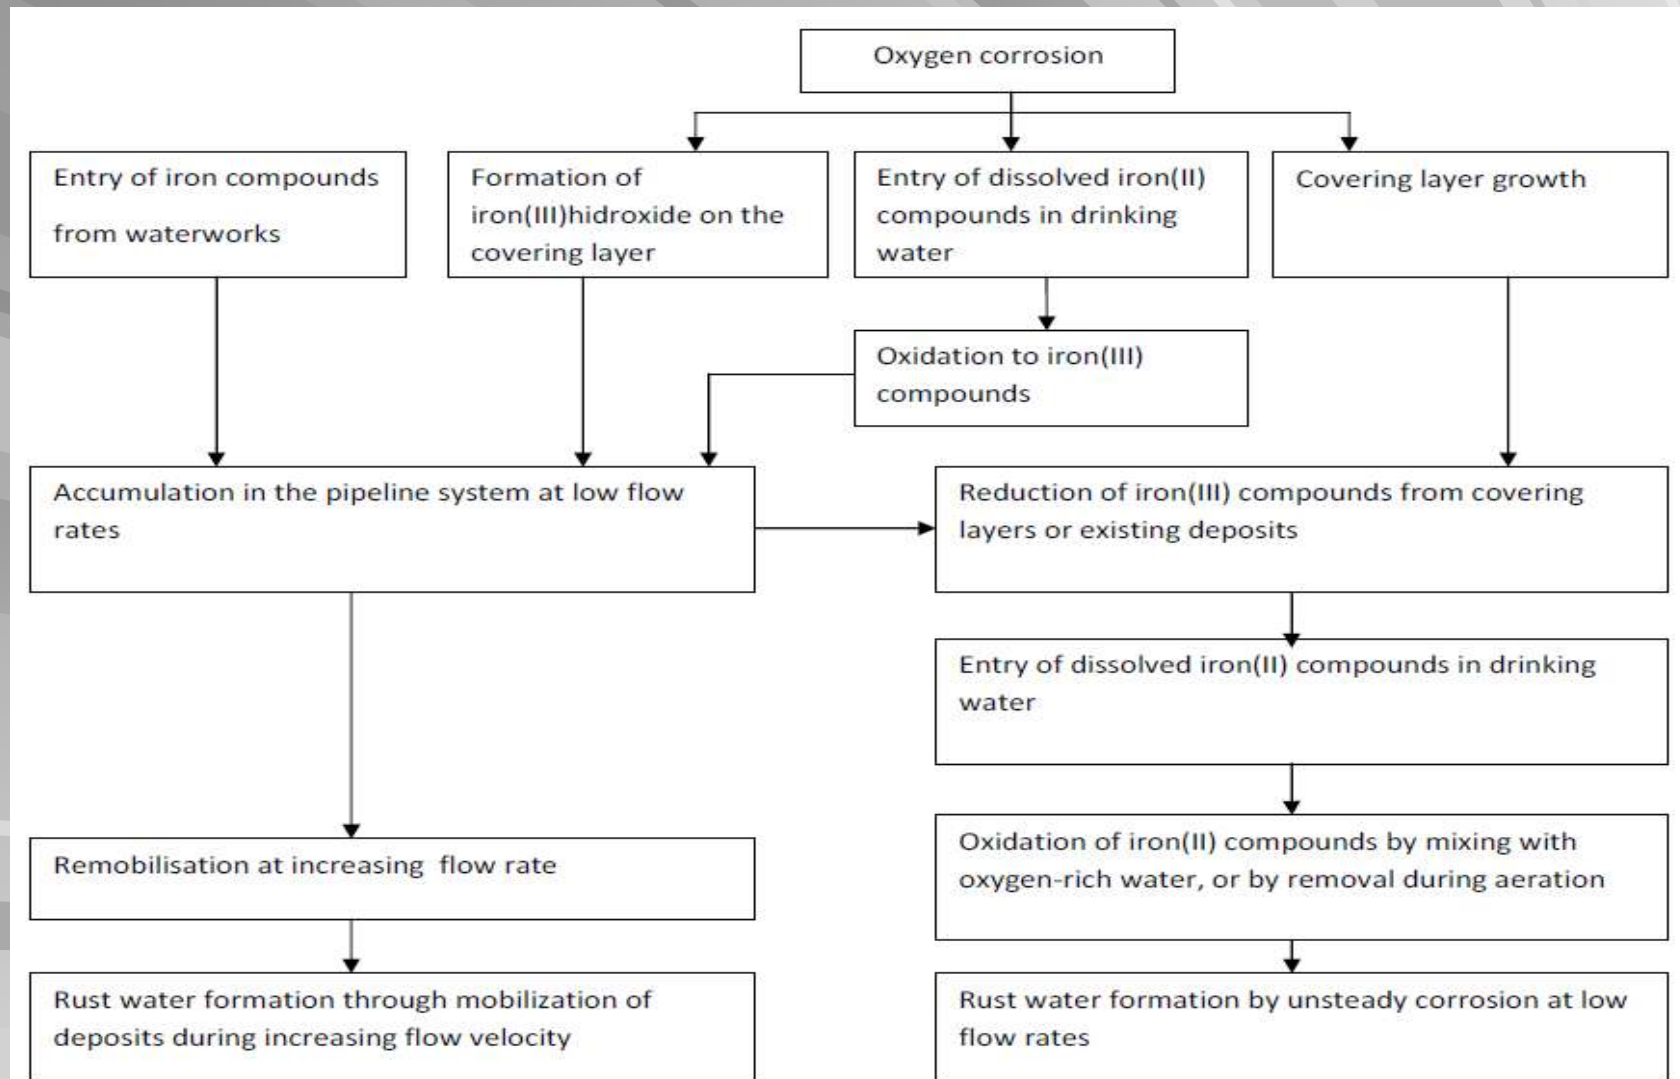 Oxygen corrosion
Entry of iron compounds
from waterworks
Formation of
iron(III)hidroxide on the
covering layer
Entry of dissolved iron(II)
compounds in drinking
water
Covering layer growth
Oxidation to iron(III)
compounds
Accumulation in the pipeline system at low flow
rates
Reduction of iron(III) compounds from covering
layers or existing deposits
Entry of dissolved iron(II) compounds in drinking
water
Remobilisation at increasing flow rate
Oxidation of iron(II) compounds by mixing with
oxygen-rich water, or by removal during aeration
Rust water formation through mobilization of
deposits during increasing flow velocity
Rust water formation by unsteady corrosion at low
flow rates